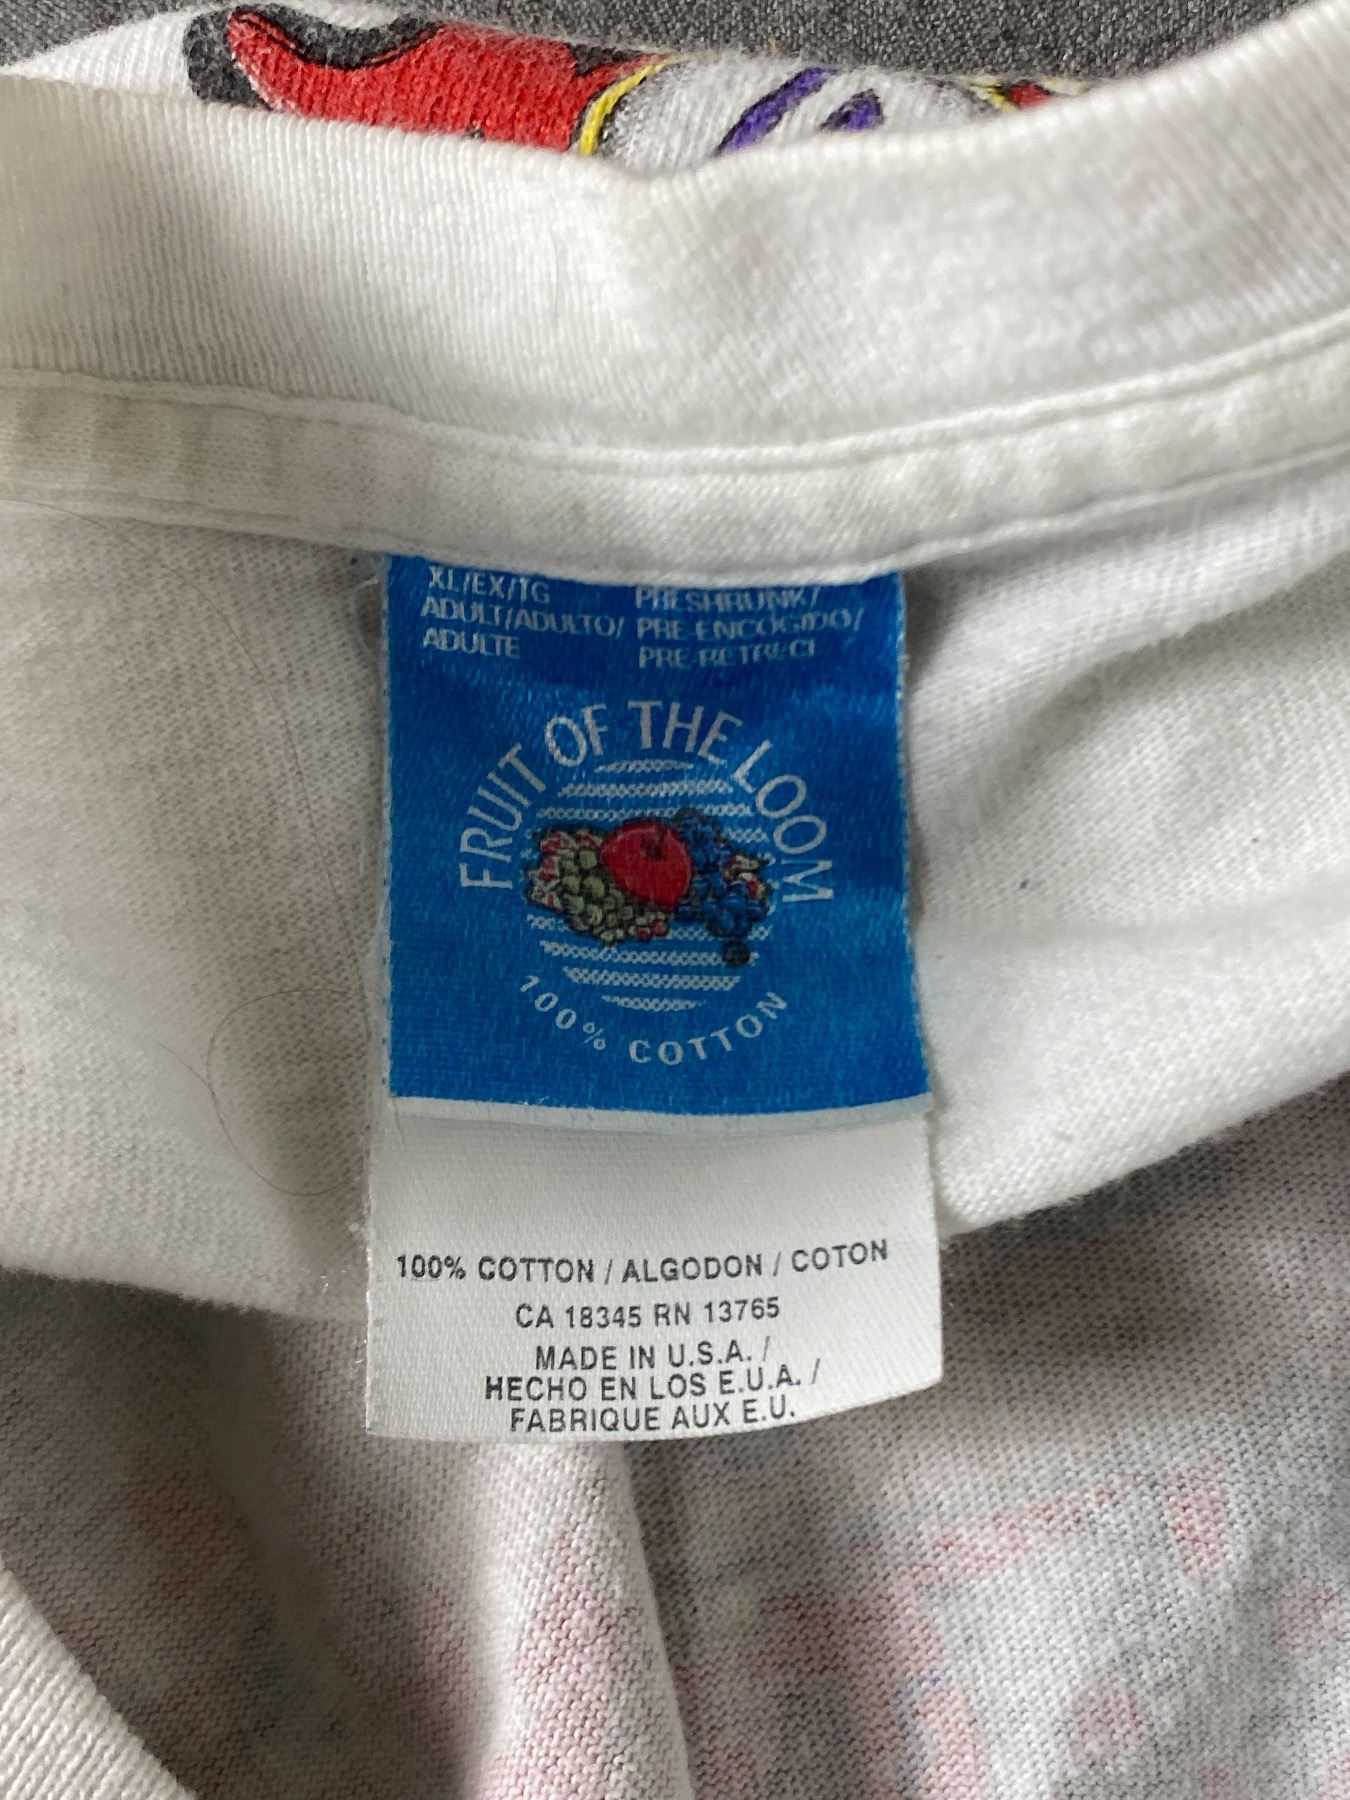 XL/EX/TG
ADULT/ADULTO/
ADULTE
PRESHRUNK/
PRE ENCOGIDO/
PRE-RETRECI
FRUIT OF THE LOOM
100% COTTON
100% COTTON / ALGODON / COTON
CA 18345 RN 13765
MADE IN U.S.A. /
HECHO EN LOS E.U.A. /
FABRIQUE AUX E.U.